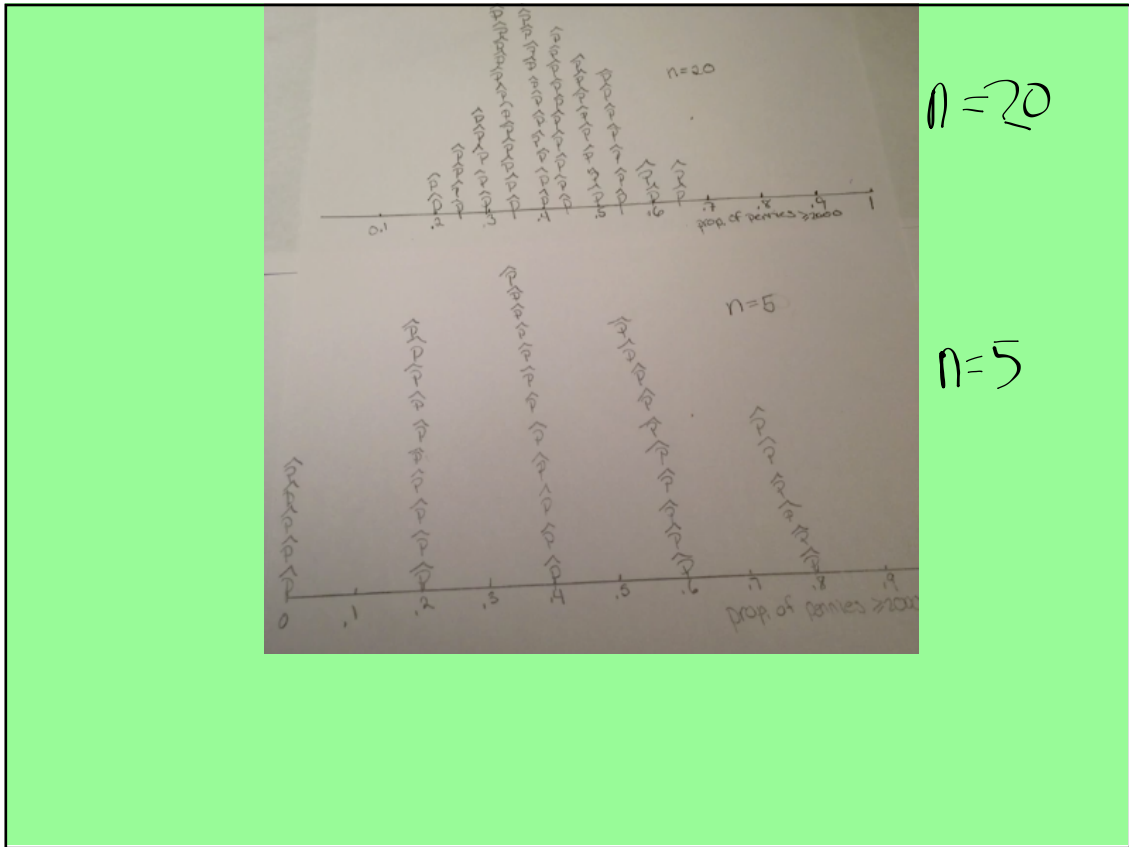 n=20
n=20
0.1 .2 .3 .4 .5 .6 .7 .8 .9 1
prop. of pennies ≥2000
n=5
n=5
0 .1 .2 .3 .4 .5 .6 .7 .8 .9
prop. of pennies ≥2000